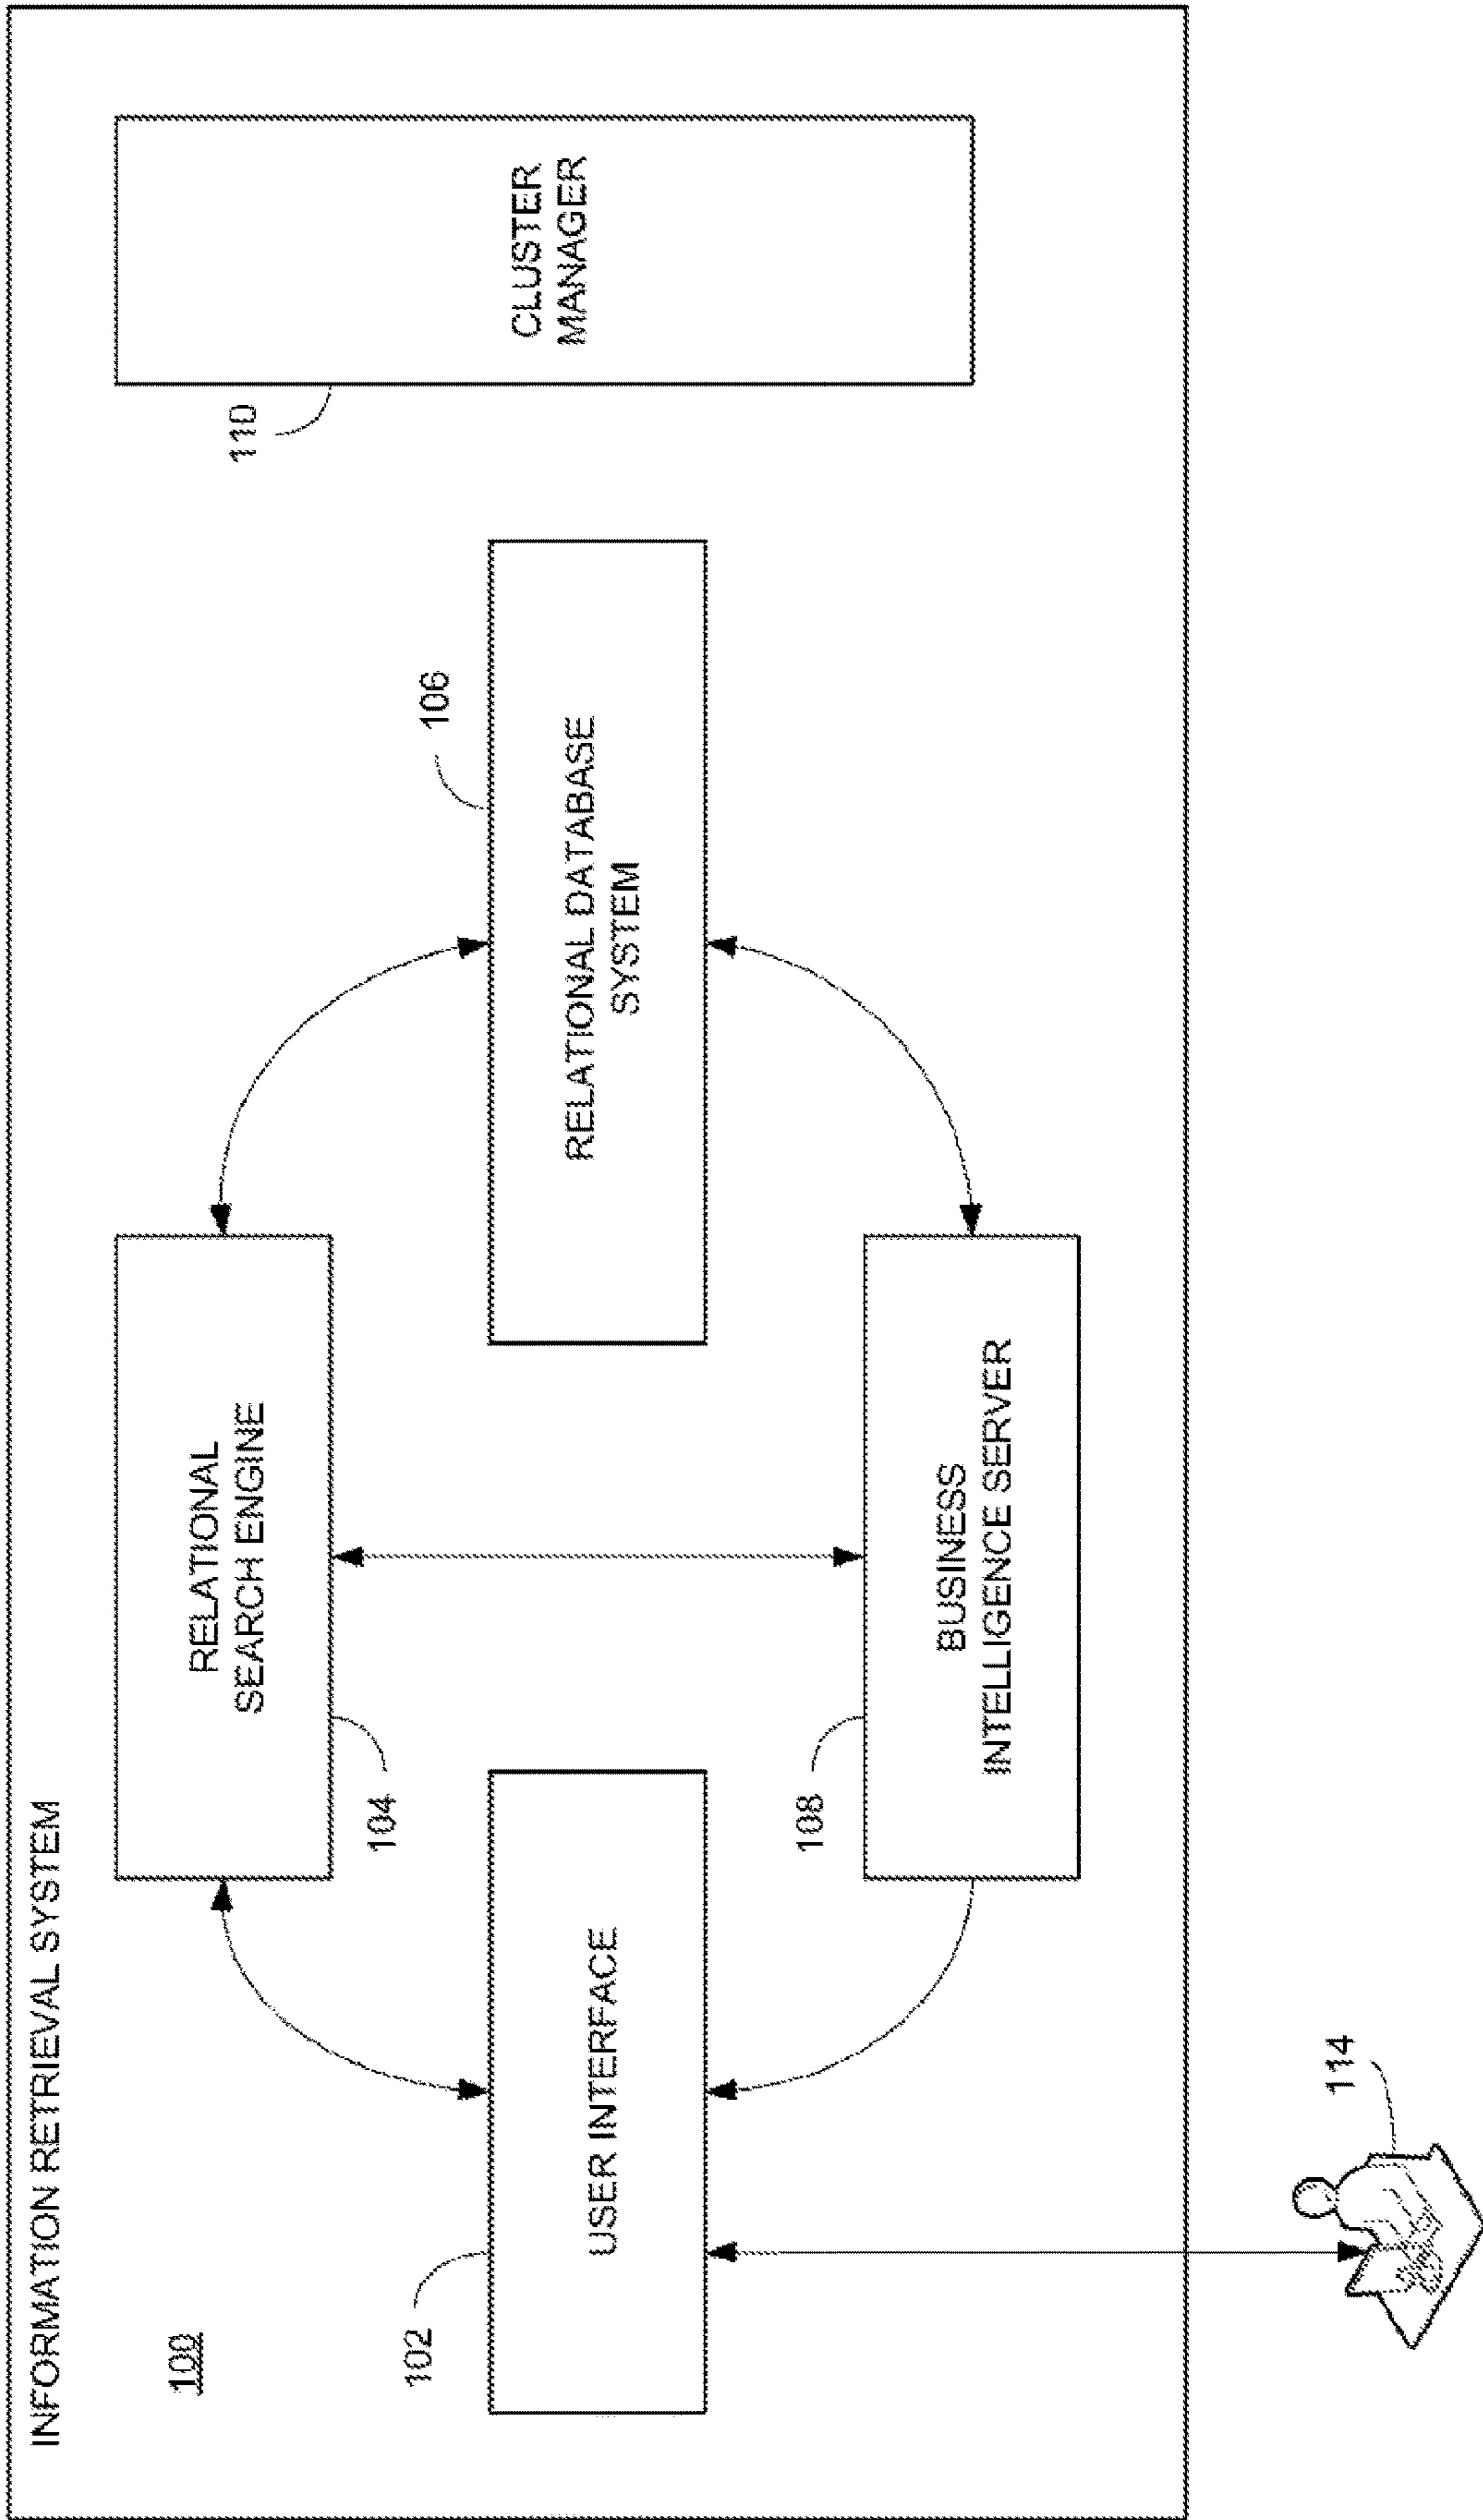 INFORMATION RETRIEVAL SYSTEM
100
RELATIONAL
SEARCH ENGINE
104
110
CLUSTER
MANAGER
102
USER INTERFACE
106
RELATIONAL DATABASE
SYSTEM
108
BUSINESS
INTELLIGENCE SERVER
114